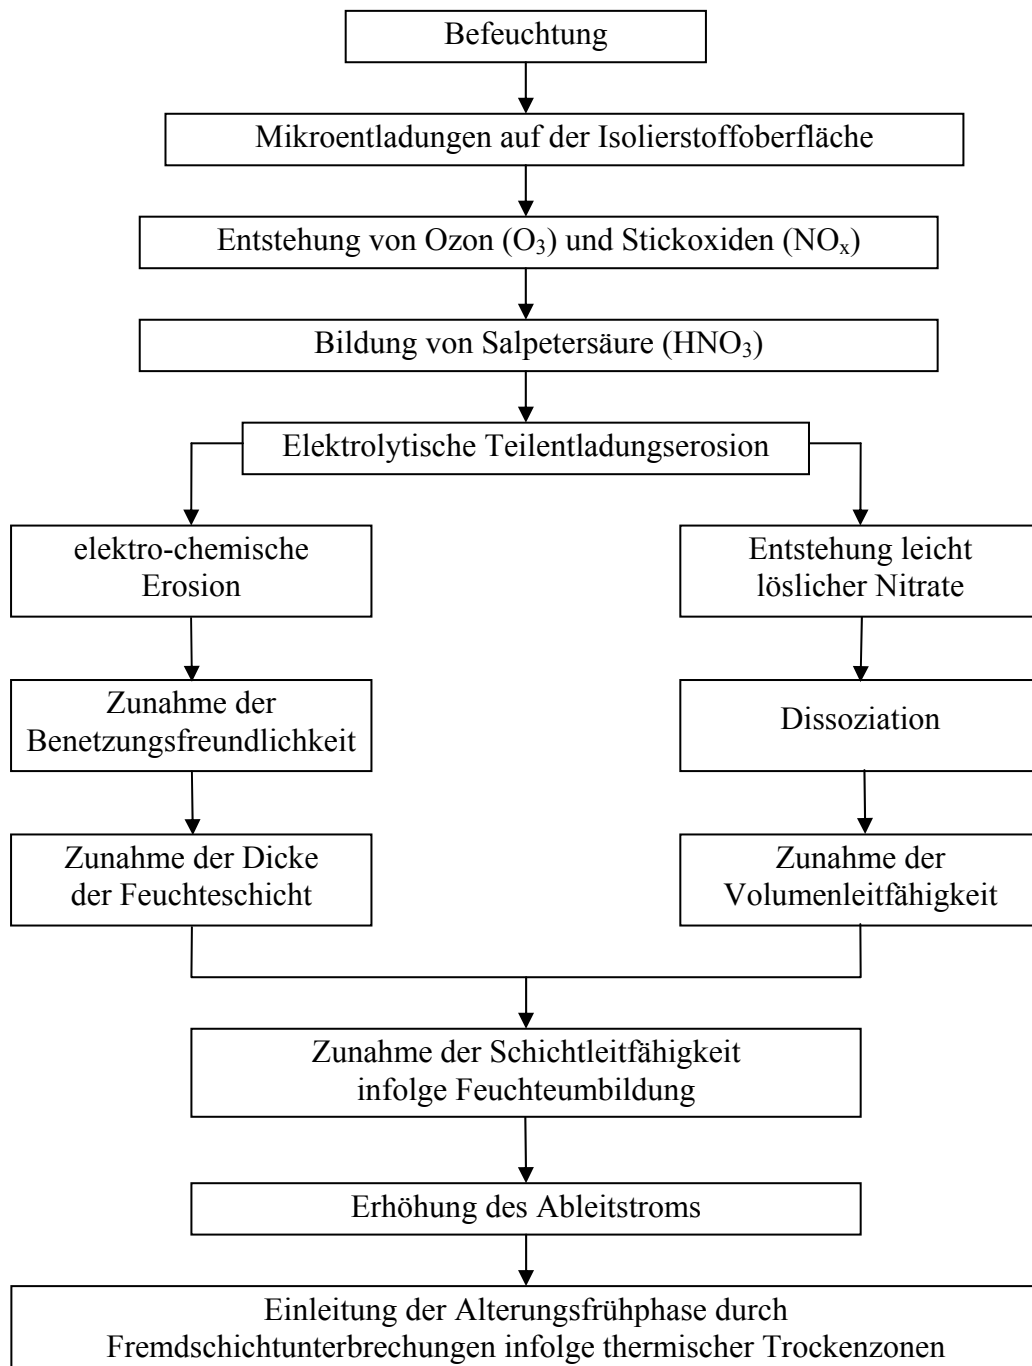 Befeuchtung
Mikroentladungen auf der Isolierstoffoberfläche
Entstehung von Ozon (O₃) und Stickoxiden (NOₓ)
Bildung von Salpetersäure (HNO₃)
Elektrolytische Teilentladungserosion
elektro-chemische
Erosion
Entstehung leicht
löslicher Nitrate
Zunahme der
Benetzungsfreundlichkeit
Dissoziation
Zunahme der Dicke
der Feuchteschicht
Zunahme der
Volumenleitfähigkeit
Zunahme der Schichtleitfähigkeit
infolge Feuchteumbildung
Erhöhung des Ableitstroms
Einleitung der Alterungsfrühphase durch
Fremdschichtunterbrechungen infolge thermischer Trockenzonen